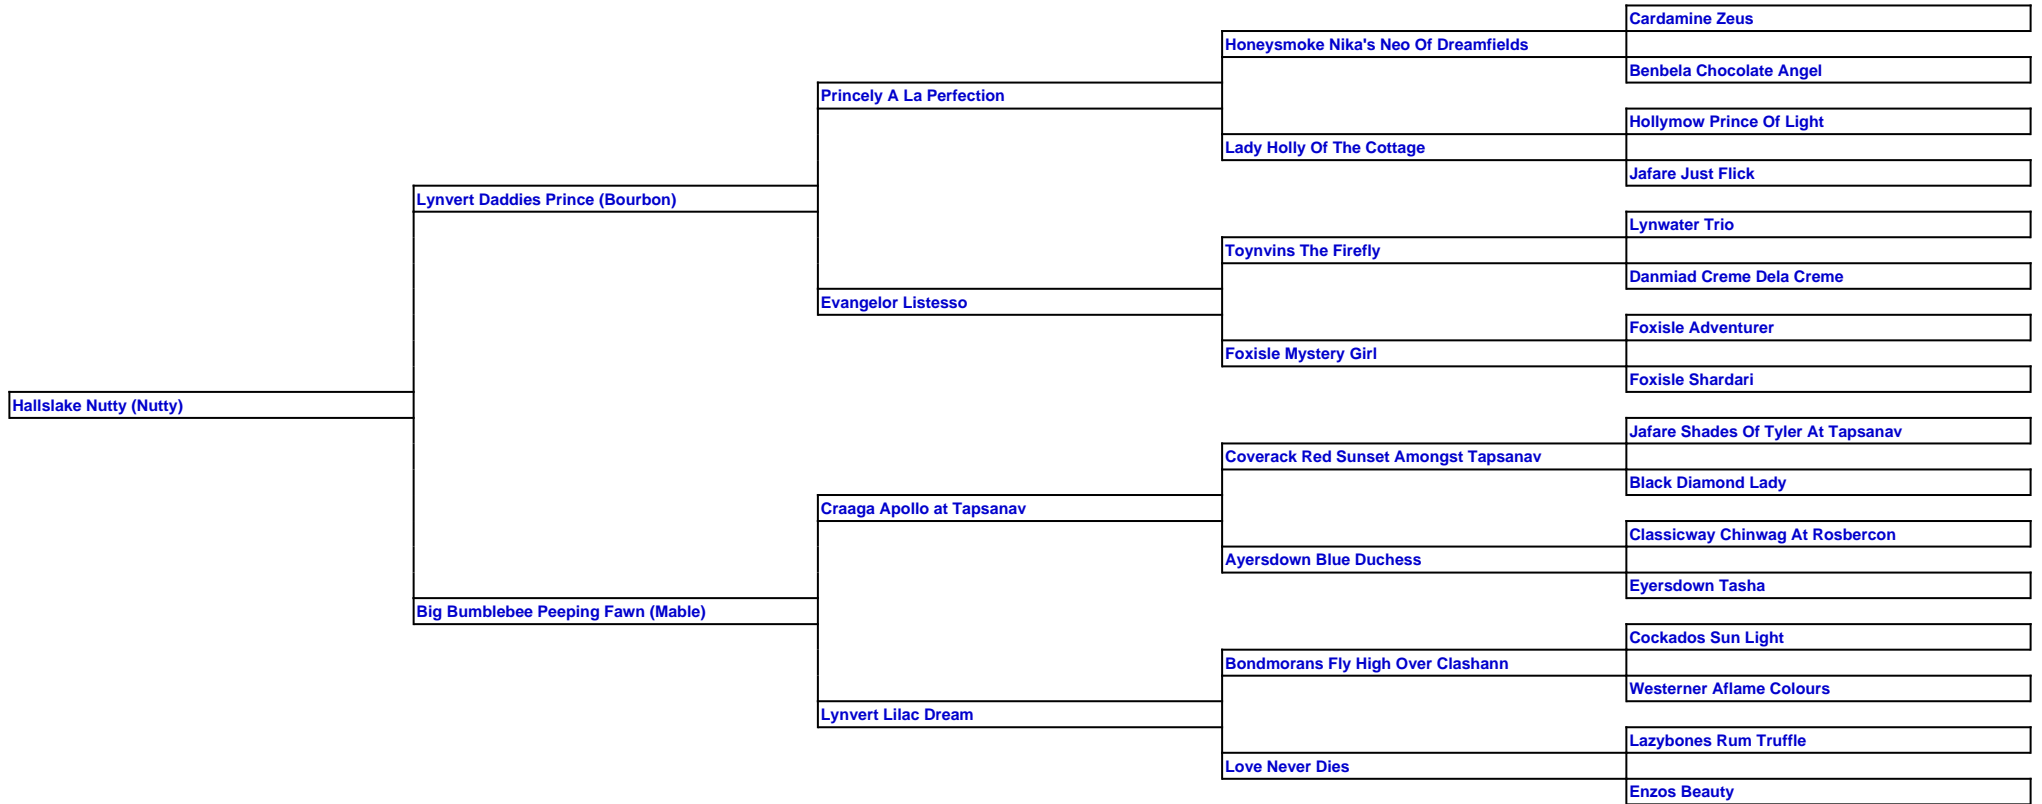 Cardamine Zeus
Honeysmoke Nika's Neo Of Dreamfields
Benbela Chocolate Angel
Princely A La Perfection
Hollymow Prince Of Light
Lady Holly Of The Cottage
Jafare Just Flick
Lynvert Daddies Prince (Bourbon)
Lynwater Trio
Toynvins The Firefly
Danmiad Creme Dela Creme
Evangelor Listesso
Foxisle Adventurer
Foxisle Mystery Girl
Foxisle Shardari
Hallslake Nutty (Nutty)
Jafare Shades Of Tyler At Tapsanav
Coverack Red Sunset Amongst Tapsanav
Black Diamond Lady
Craaga Apollo at Tapsanav
Classicway Chinwag At Rosbercon
Ayersdown Blue Duchess
Eyersdown Tasha
Big Bumblebee Peeping Fawn (Mable)
Cockados Sun Light
Bondmorans Fly High Over Clashann
Westerner Aflame Colours
Lynvert Lilac Dream
Lazybones Rum Truffle
Love Never Dies
Enzos Beauty